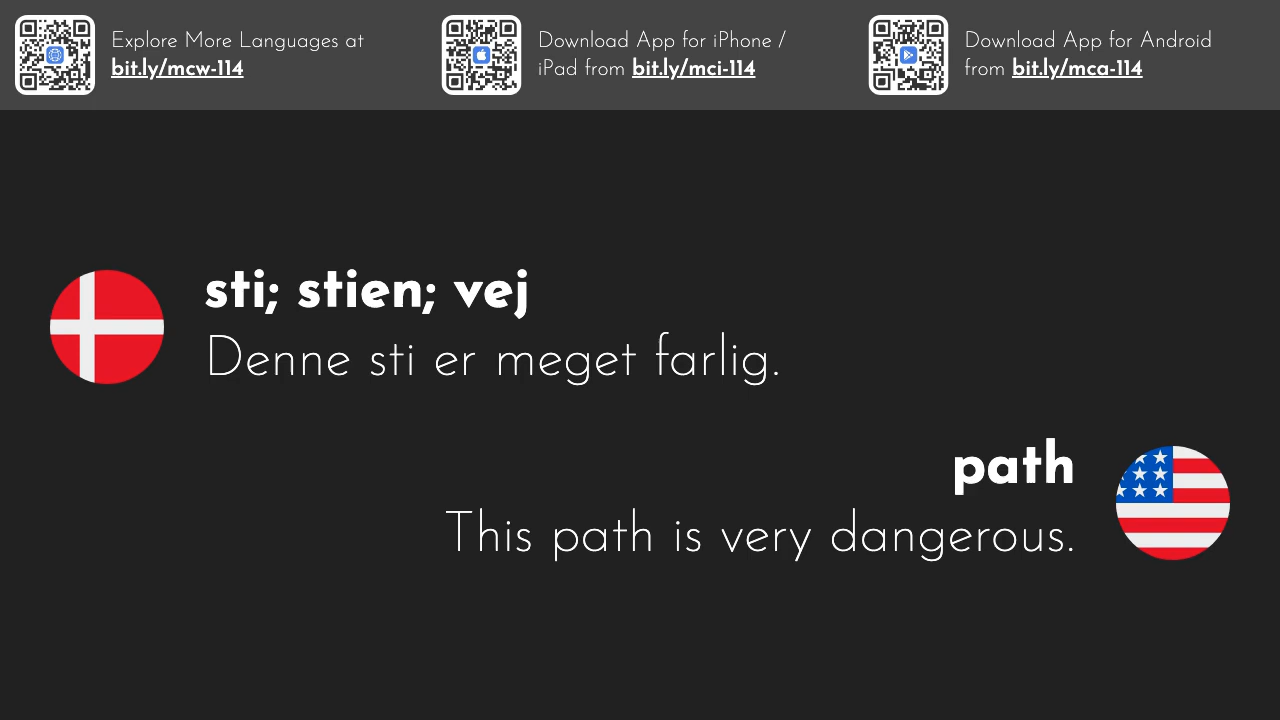 Explore More Languages at
bit.ly/mcw-114
Download App for iPhone /
iPad from bit.ly/mci-114
Download App for Android
from bit.ly/mca-114
sti; stien; vej
Denne sti er meget farlig.
path
This path is very dangerous.